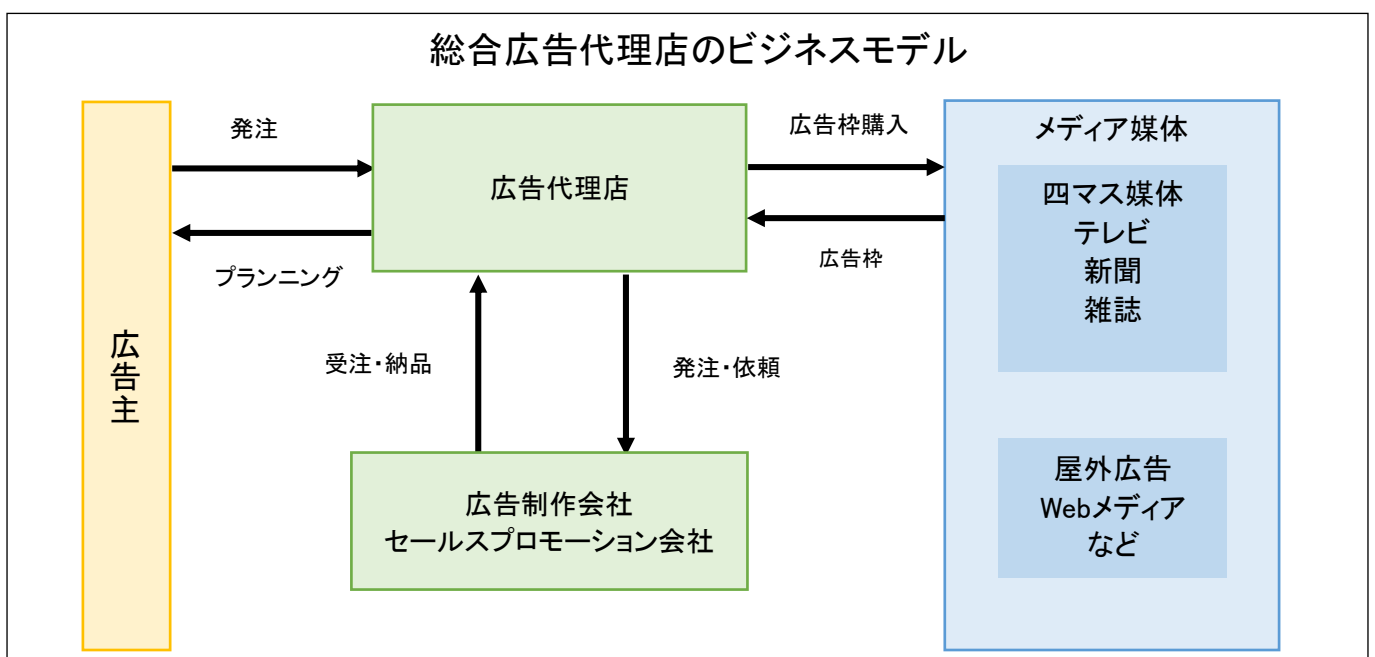 総合広告代理店のビジネスモデル
発注
広告枠購入
メディア媒体
広告代理店
四マス媒体
テレビ
新聞
雑誌
プランニング
広告枠
広告主
受注・納品
発注・依頼
広告制作会社
セールスプロモーション会社
屋外広告
Webメディア
など